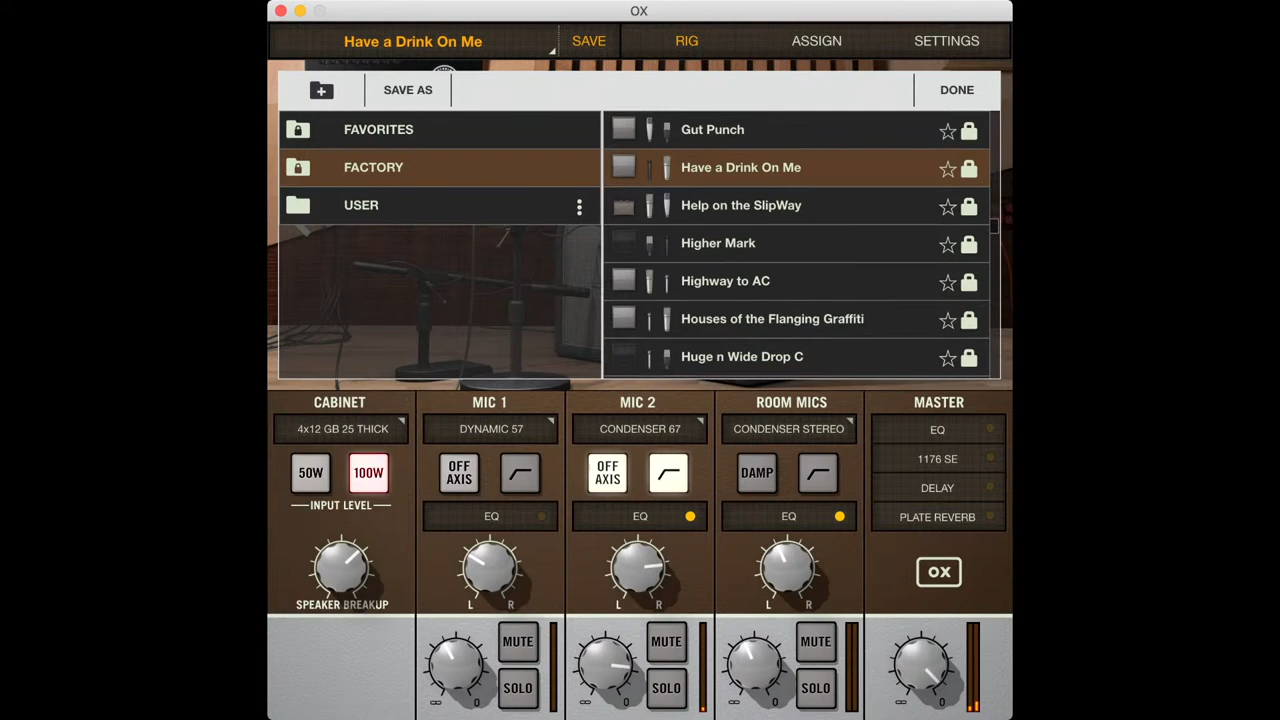 OX
Have a Drink On Me SAVE RIG ASSIGN SETTINGS
SAVE AS DONE
FAVORITES
FACTORY
USER
Gut Punch
Have a Drink On Me
Help on the SlipWay
Higher Mark
Highway to AC
Houses of the Flanging Graffiti
Huge n Wide Drop C
CABINET
4x12 GB 25 THICK
50W 100W
INPUT LEVEL
SPEAKER BREAKUP
MIC 1
DYNAMIC 57
OFF
AXIS
EQ
L R
MUTE
SOLO
∞ 0
MIC 2
CONDENSER 67
OFF
AXIS
EQ
L R
MUTE
SOLO
∞ 0
ROOM MICS
CONDENSER STEREO
DAMP
EQ
L R
MUTE
SOLO
∞ 0
MASTER
EQ
1176 SE
DELAY
PLATE REVERB
OX
∞ 0